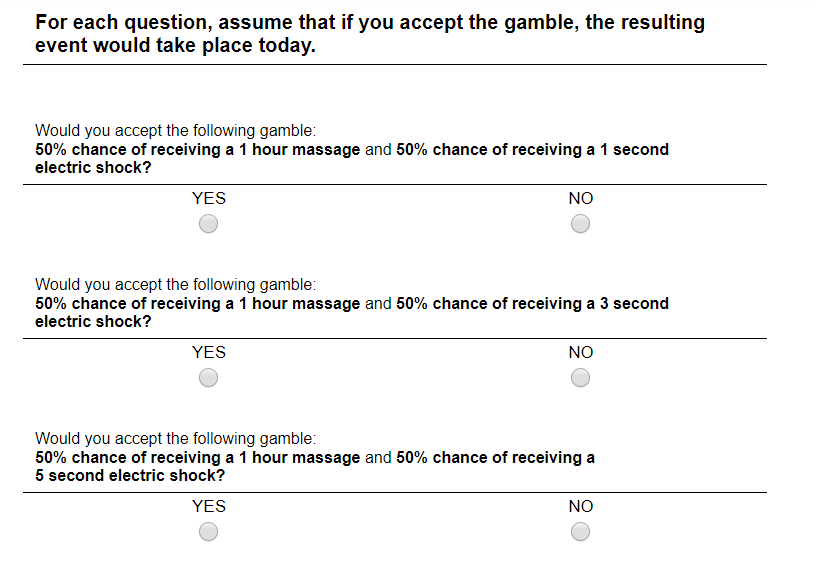 For each question, assume that if you accept the gamble, the resulting
event would take place today.
Would you accept the following gamble:
50% chance of receiving a 1 hour massage and 50% chance of receiving a 1 second
electric shock?
YES NO
Would you accept the following gamble:
50% chance of receiving a 1 hour massage and 50% chance of receiving a 3 second
electric shock?
YES NO
Would you accept the following gamble:
50% chance of receiving a 1 hour massage and 50% chance of receiving a
5 second electric shock?
YES NO